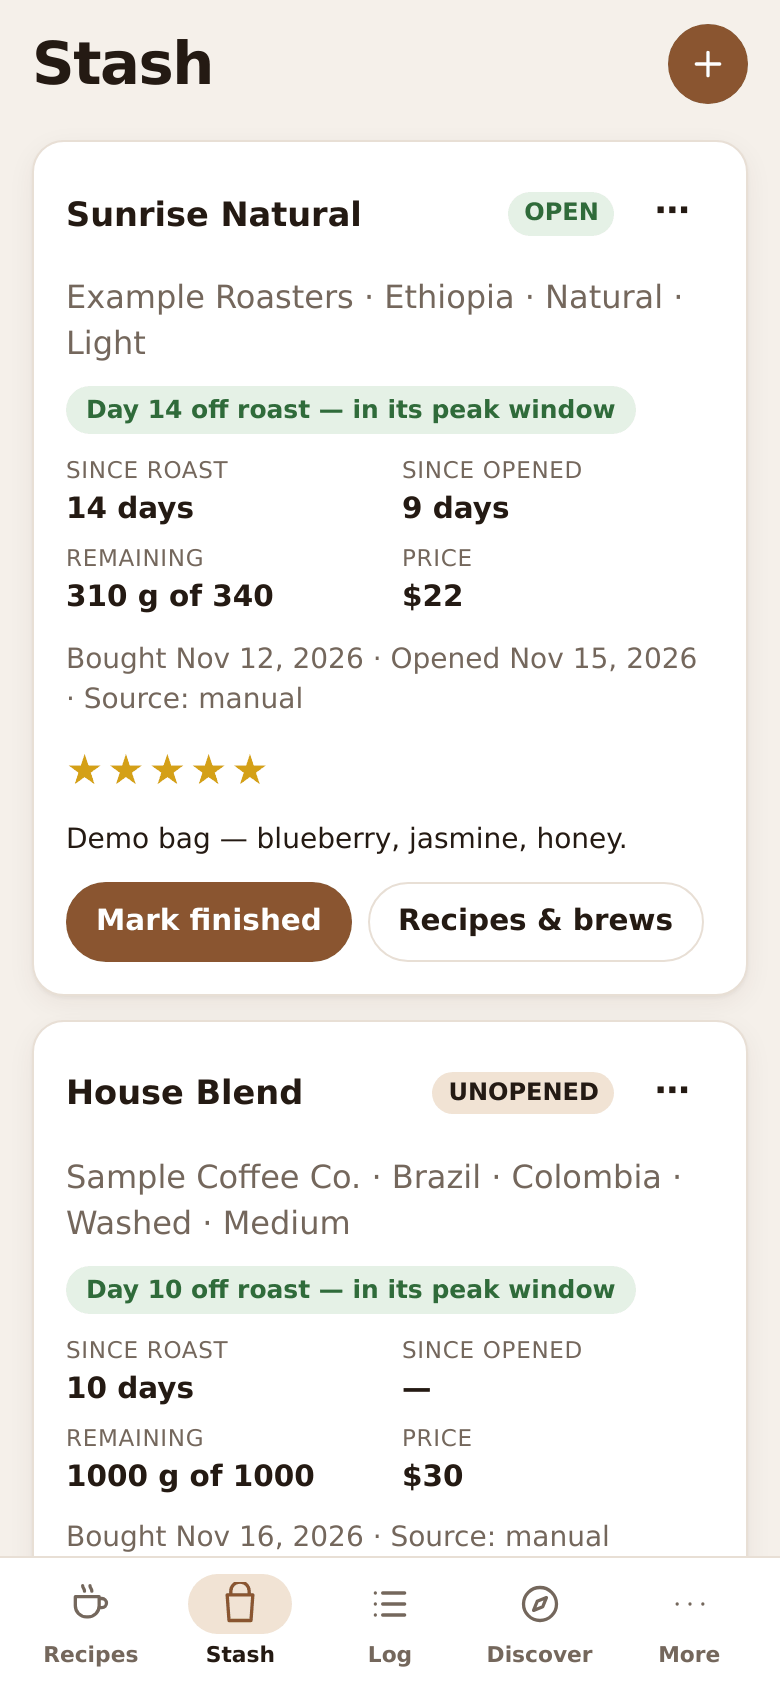 Stash
Sunrise Natural OPEN ...
Example Roasters · Ethiopia · Natural ·
Light
Day 14 off roast — in its peak window
SINCE ROAST SINCE OPENED
14 days 9 days
REMAINING PRICE
310 g of 340 $22
Bought Nov 12, 2026 · Opened Nov 15, 2026
· Source: manual
★★★★★
Demo bag — blueberry, jasmine, honey.
Mark finished Recipes & brews
House Blend UNOPENED ...
Sample Coffee Co. · Brazil · Colombia ·
Washed · Medium
Day 10 off roast — in its peak window
SINCE ROAST SINCE OPENED
10 days —
REMAINING PRICE
1000 g of 1000 $30
Bought Nov 16, 2026 · Source: manual
Recipes Stash Log Discover More